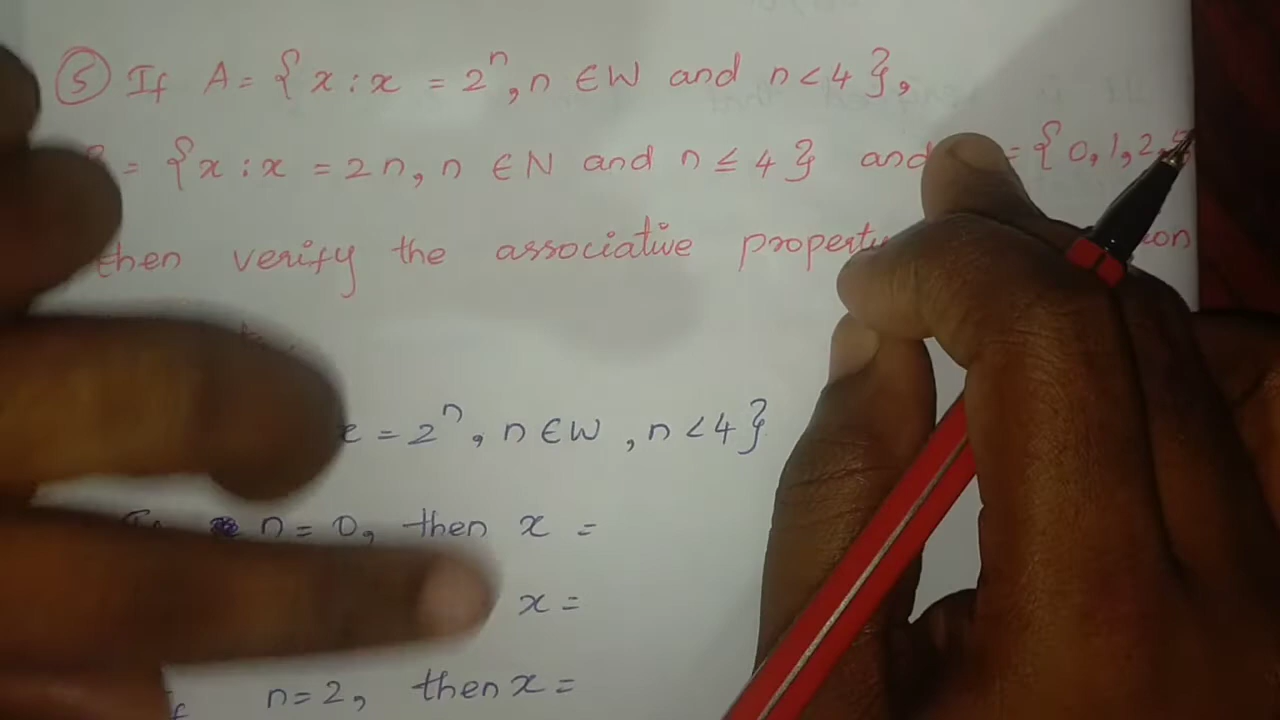 5 If A = { x : x = 2ⁿ, n ∈ W and n < 4 },
= { x : x = 2n, n ∈ N and n ≤ 4 } and = { 0, 1, 2,
then verify the associative
= 2ⁿ, n ∈ W , n < 4 }
n = 0, then x =
x =
n = 2, then x =